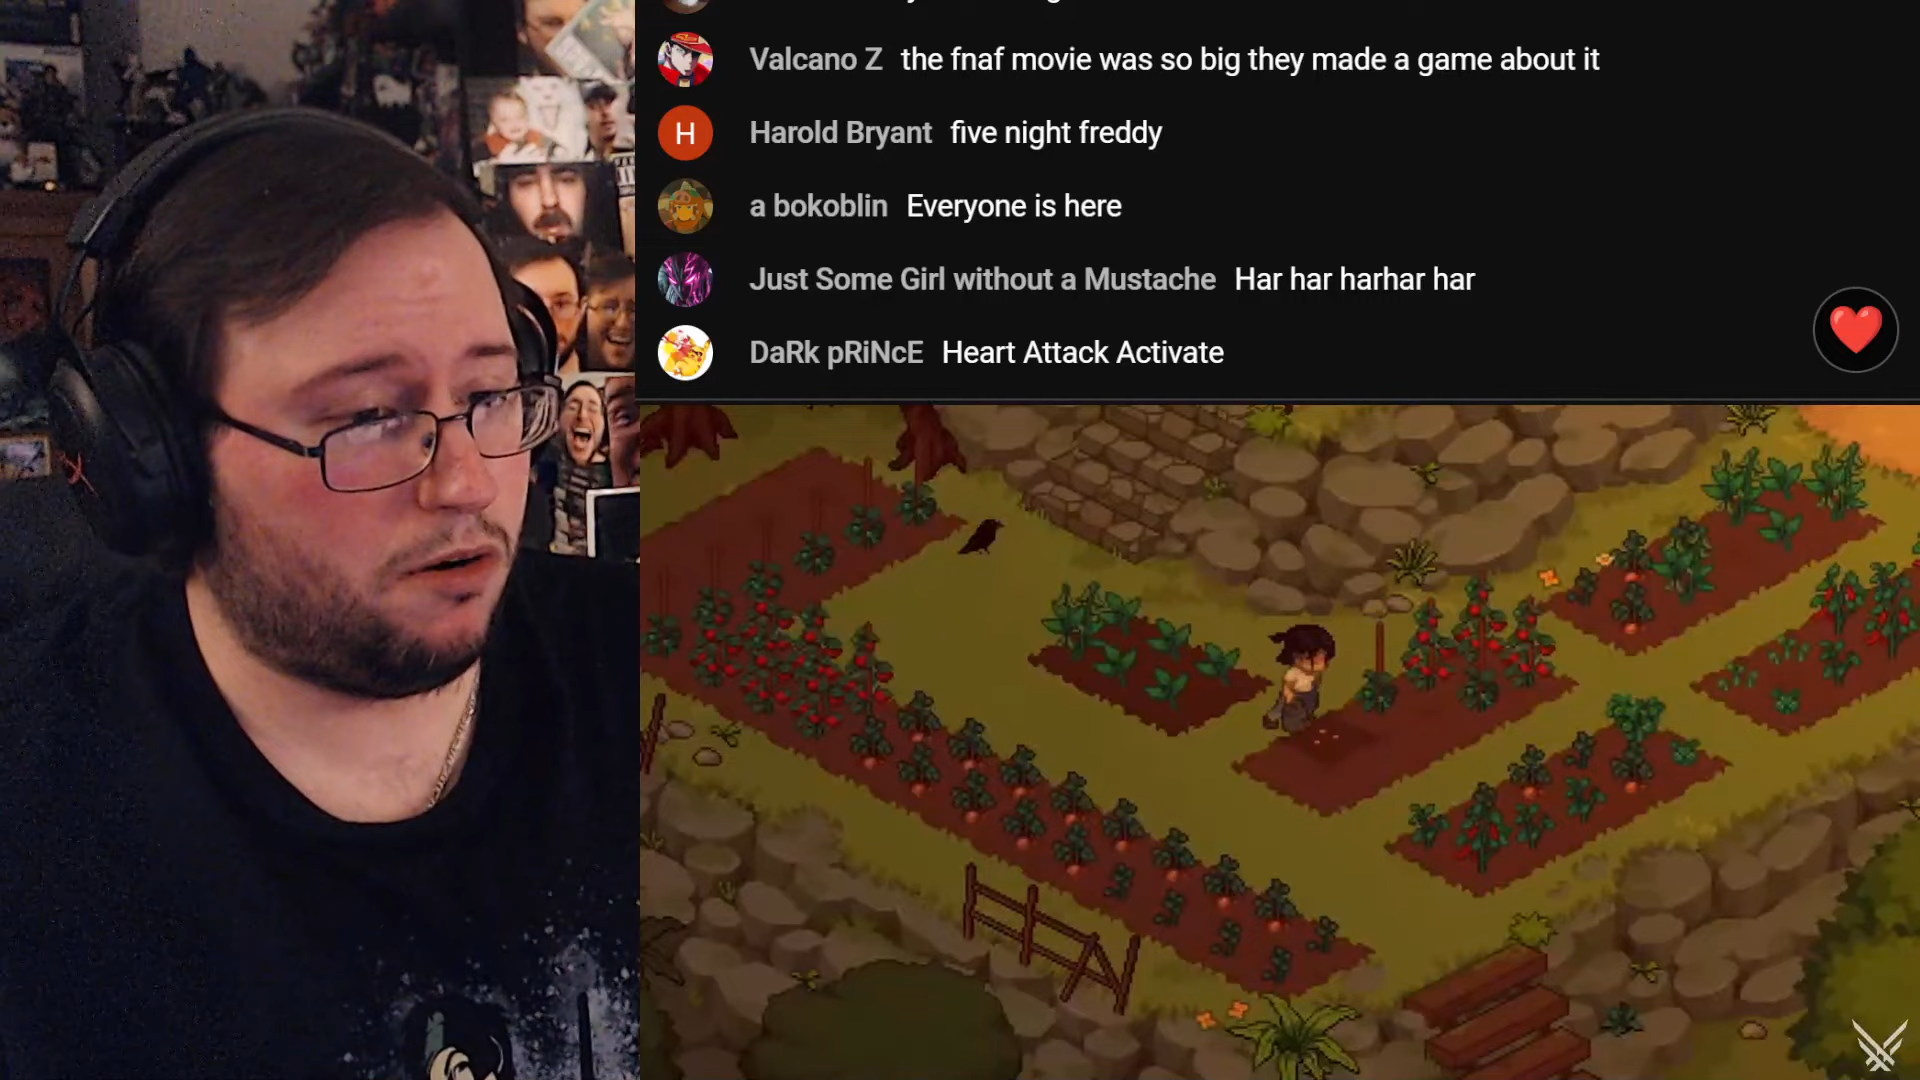 Valcano Z the fnaf movie was so big they made a game about it
H Harold Bryant five night freddy
a bokoblin Everyone is here
Just Some Girl without a Mustache Har har harhar har
DaRk pRiNcE Heart Attack Activate